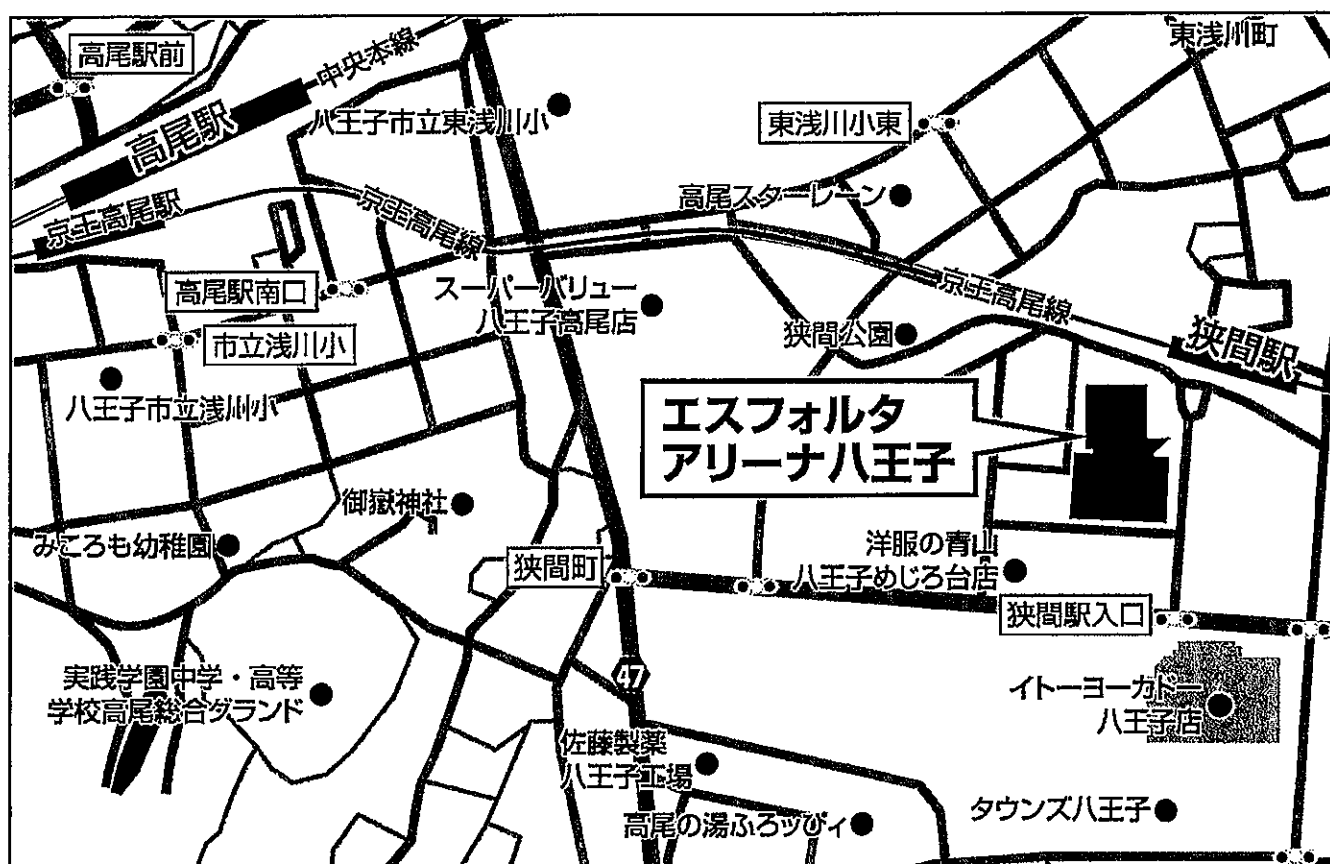 高尾駅前
中央本線
東浅川町
高尾駅
八王子市立東浅川小
東浅川小東
京王高尾駅
京王高尾線
高尾スターレーン
高尾駅南口
スーパーバリュー
八王子高尾店
京王高尾線
市立浅川小
狭間公園
狭間駅
八王子市立浅川小
エスフォルタ
アリーナ八王子
御嶽神社
みころも幼稚園
狭間町
洋服の青山
八王子めじろ台店
狭間駅入口
実践学園中学・高等
学校高尾総合グランド
47
イトーヨーカドー
八王子店
佐藤製薬
八王子工場
高尾の湯ふろッぴィ
タウンズ八王子